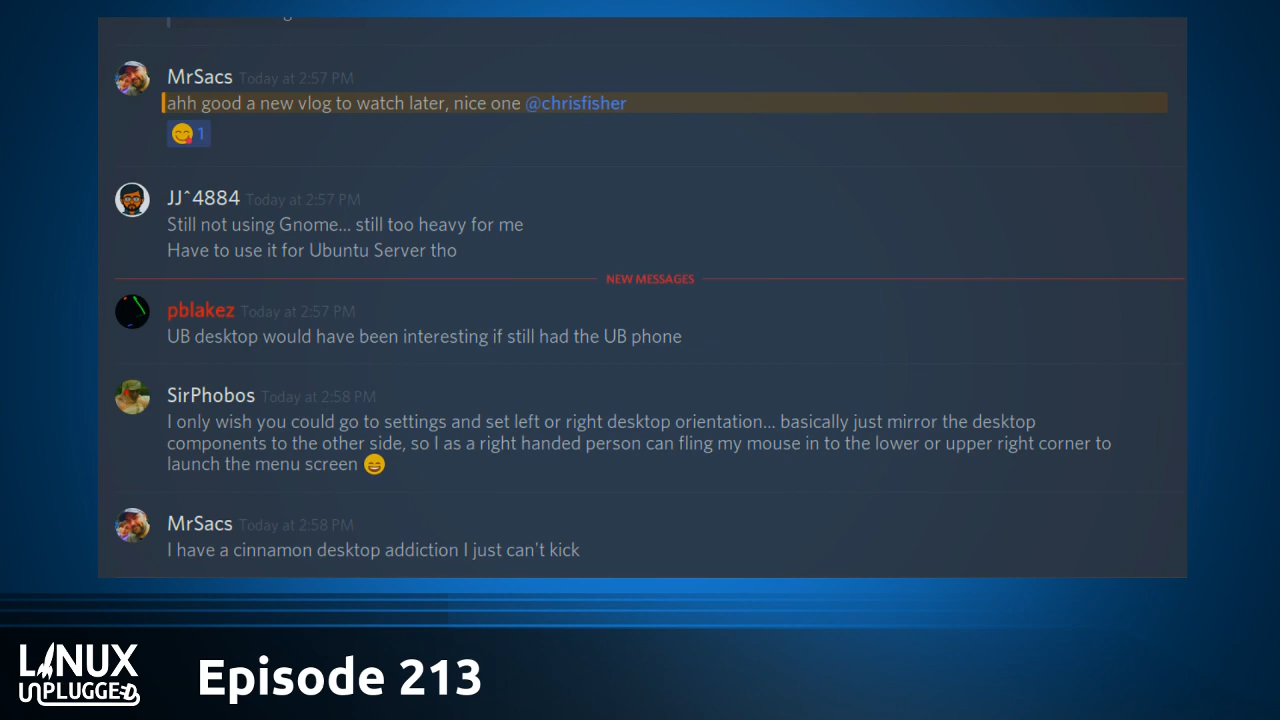 MrSacs Today at 2:57 PM
ahh good a new vlog to watch later, nice one @chrisfisher
1
JJ^4884 Today at 2:57 PM
Still not using Gnome... still too heavy for me
Have to use it for Ubuntu Server tho
NEW MESSAGES
pblakez Today at 2:57 PM
UB desktop would have been interesting if still had the UB phone
SirPhobos Today at 2:58 PM
I only wish you could go to settings and set left or right desktop orientation... basically just mirror the desktop
components to the other side, so I as a right handed person can fling my mouse in to the lower or upper right corner to
launch the menu screen
MrSacs Today at 2:58 PM
I have a cinnamon desktop addiction I just can't kick
LINUX
UNPLUGGED
Episode 213